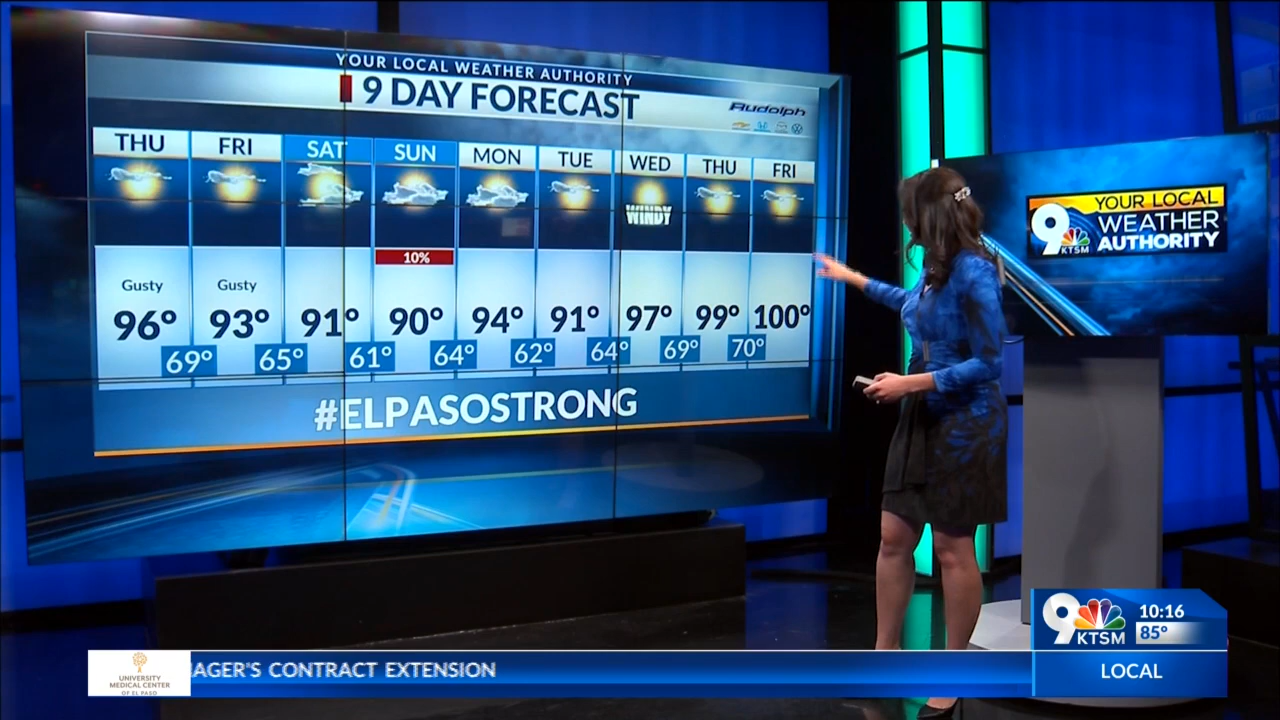 YOUR LOCAL WEATHER AUTHORITY
9 DAY FORECAST
Rudolph
THU FRI SAT SUN MON TUE WED THU FRI
WINDY
10%
Gusty Gusty
96° 93° 91° 90° 94° 91° 97° 99° 100°
69° 65° 61° 64° 62° 64° 69° 70°
#ELPASOSTRONG
9 KTSM
YOUR LOCAL
WEATHER
AUTHORITY
9 KTSM
10:16
85°
LOCAL
UNIVERSITY
MEDICAL CENTER
OF EL PASO
AGER'S CONTRACT EXTENSION